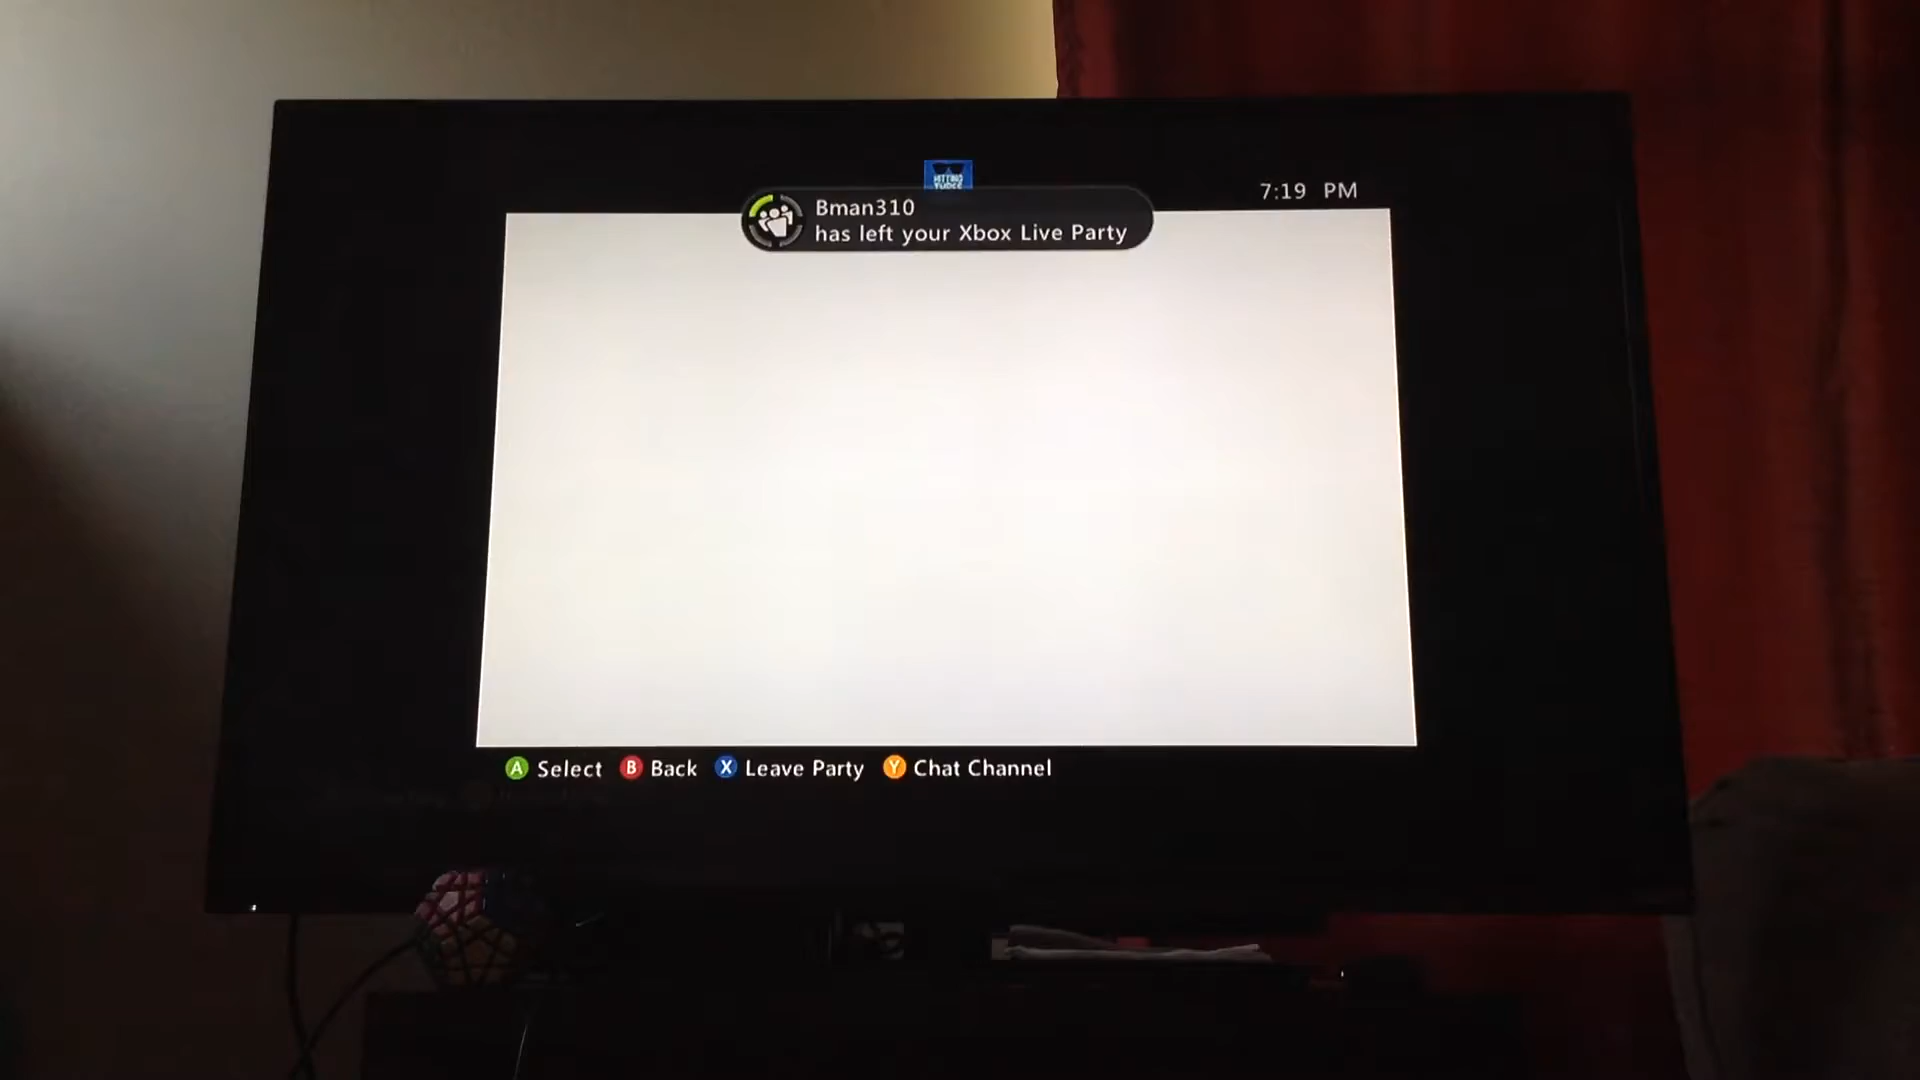 7:19 PM
Bman310
has left your Xbox Live Party
A Select B Back X Leave Party Y Chat Channel